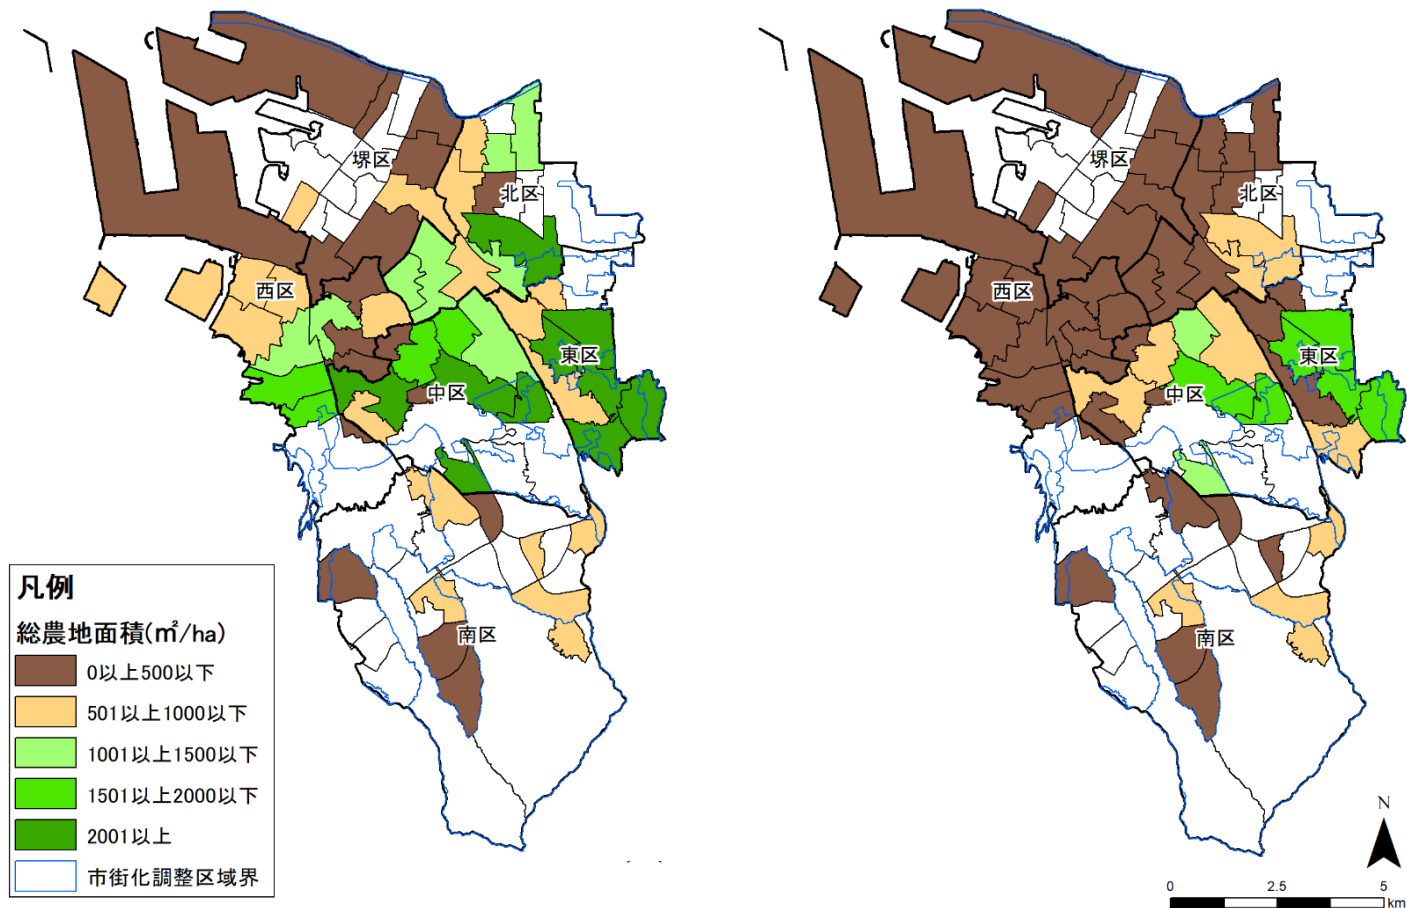 堺区
北区
西区
東区
中区
南区
堺区
北区
西区
東区
中区
南区
凡例
総農地面積(㎡/ha)
0以上500以下
501以上1000以下
1001以上1500以下
1501以上2000以下
2001以上
市街化調整区域界
N
0 2.5 5
km